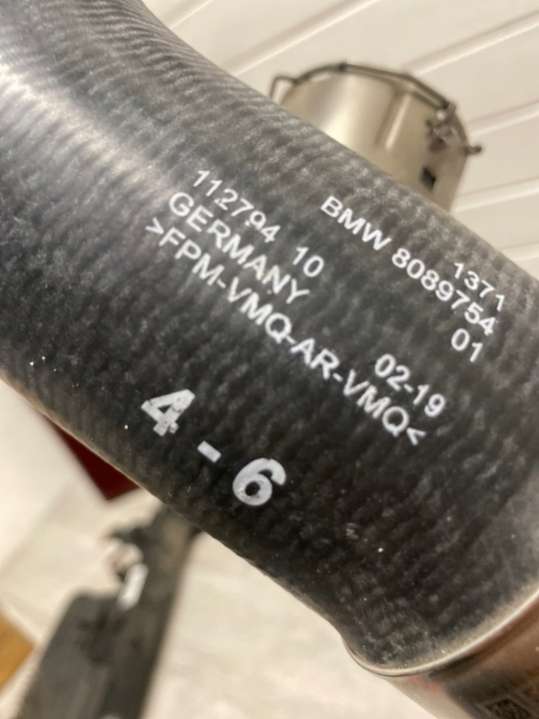 1371
BMW 8089754
01
112794 10
GERMANY
02-19
>FPM-VMQ-AR-VMQ<
4 - 6